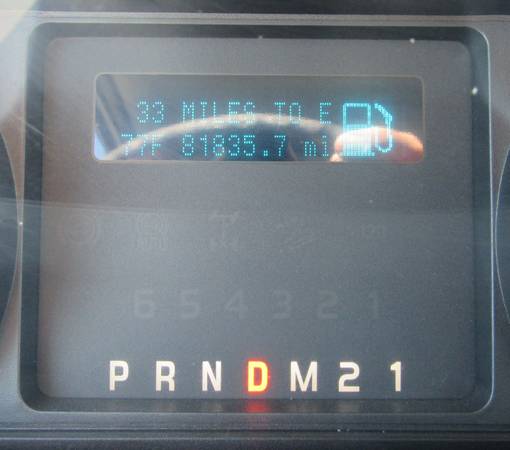 33 MILES TO E
77F 81835.7 mi
6 5 4 3 2 1
P R N D M 2 1